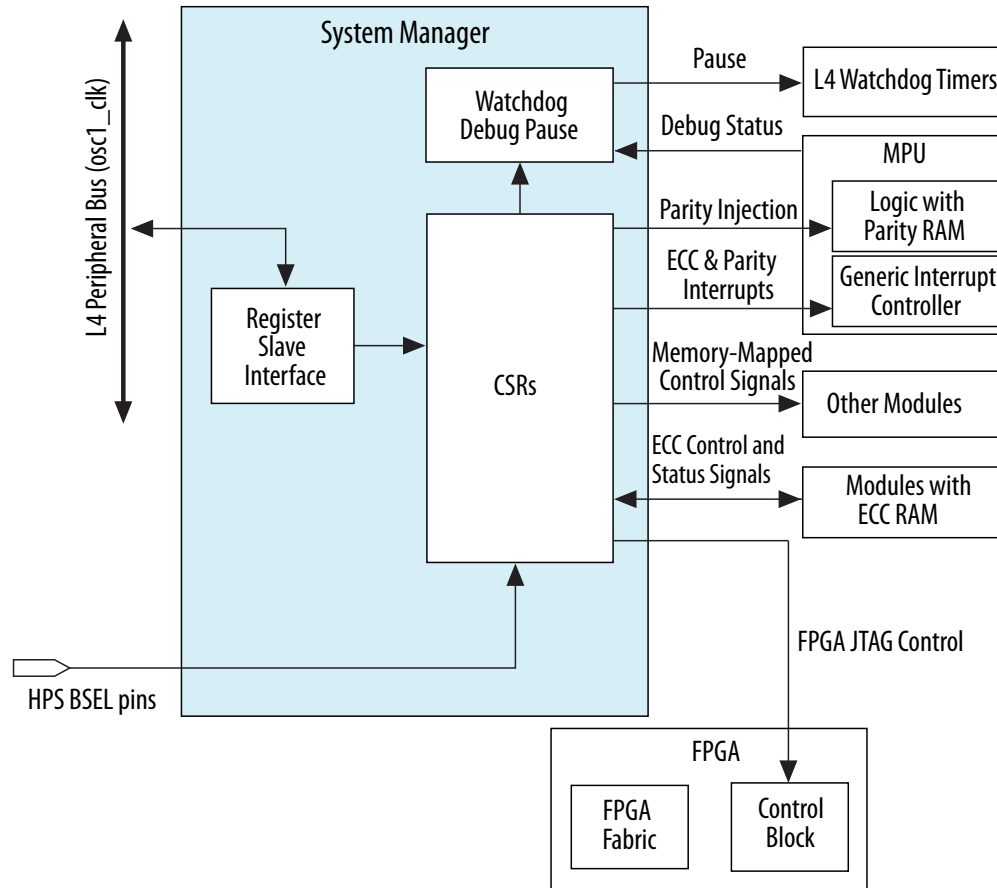 System Manager
L4 Peripheral Bus (osc1_clk)
Watchdog
Debug Pause
Pause
L4 Watchdog Timers
Debug Status
MPU
Parity Injection
Logic with
Parity RAM
ECC & Parity
Interrupts
Generic Interrupt
Controller
Register
Slave
Interface
CSRs
Memory-Mapped
Control Signals
Other Modules
ECC Control and
Status Signals
Modules with
ECC RAM
FPGA JTAG Control
HPS BSEL pins
FPGA
FPGA
Fabric
Control
Block